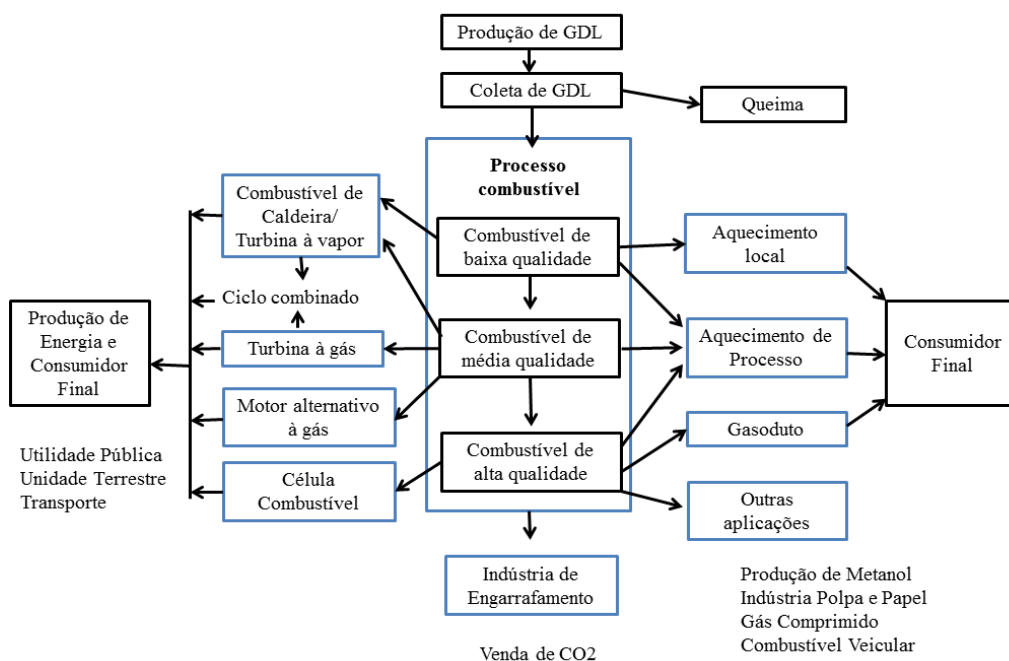 Produção de GDL
Coleta de GDL
Queima
Processo
combustível
Combustível de
Caldeira/
Turbina à vapor
Combustível de
baixa qualidade
Aquecimento
local
Ciclo combinado
Produção de
Energia e
Consumidor
Final
Turbina à gás
Combustível de
média qualidade
Aquecimento de
Processo
Consumidor
Final
Motor alternativo
à gás
Gasoduto
Utilidade Pública
Unidade Terrestre
Transporte
Célula
Combustível
Combustível de
alta qualidade
Outras
aplicações
Indústria de
Engarrafamento
Produção de Metanol
Indústria Polpa e Papel
Gás Comprimido
Combustível Veicular
Venda de CO2